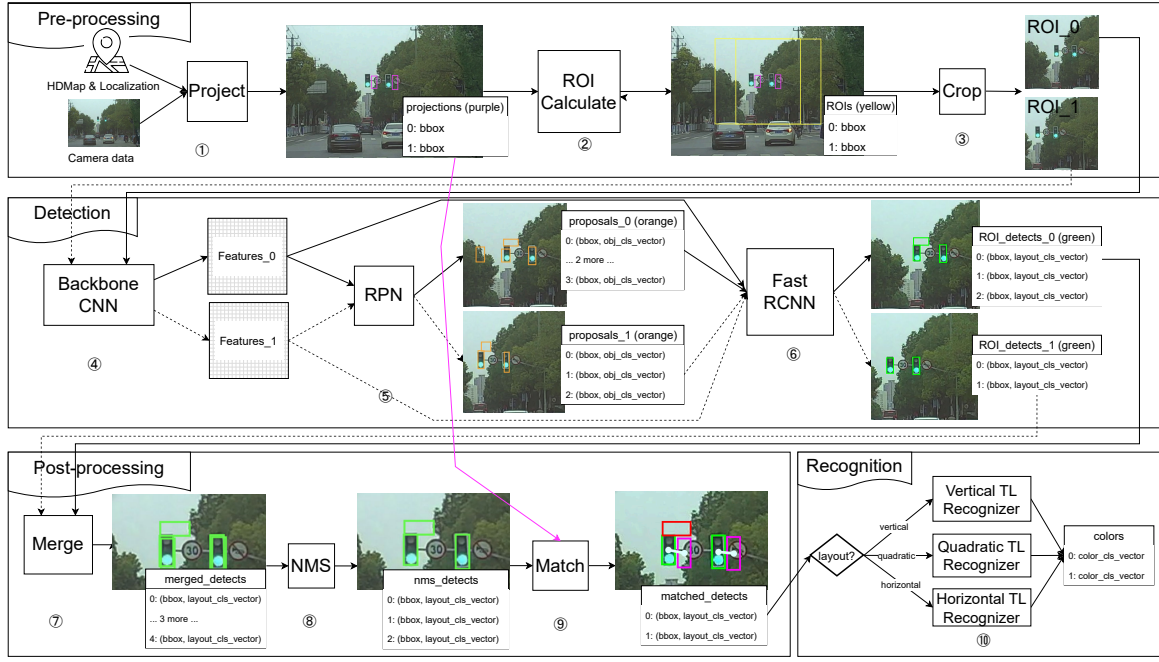 Pre-processing
HDMap & Localization
Camera data
Project
①
projections (purple)
0: bbox
1: bbox
ROI
Calculate
②
ROIs (yellow)
0: bbox
1: bbox
Crop
③
ROI_0
ROI_1
Detection
Backbone
CNN
④
Features_0
Features_1
RPN
⑤
proposals_0 (orange)
0: (bbox, obj_cls_vector)
... 2 more ...
3: (bbox, obj_cls_vector)
proposals_1 (orange)
0: (bbox, obj_cls_vector)
1: (bbox, obj_cls_vector)
2: (bbox, obj_cls_vector)
Fast
RCNN
⑥
ROI_detects_0 (green)
0: (bbox, layout_cls_vector)
1: (bbox, layout_cls_vector)
2: (bbox, layout_cls_vector)
ROI_detects_1 (green)
0: (bbox, layout_cls_vector)
1: (bbox, layout_cls_vector)
Post-processing
Merge
⑦
30
merged_detects
0: (bbox, layout_cls_vector)
... 3 more ...
4: (bbox, layout_cls_vector)
NMS
⑧
30
nms_detects
0: (bbox, layout_cls_vector)
1: (bbox, layout_cls_vector)
2: (bbox, layout_cls_vector)
Match
⑨
30
matched_detects
0: (bbox, layout_cls_vector)
1: (bbox, layout_cls_vector)
Recognition
layout?
vertical
quadratic
horizontal
Vertical TL
Recognizer
Quadratic TL
Recognizer
Horizontal TL
Recognizer
⑩
colors
0: color_cls_vector
1: color_cls_vector